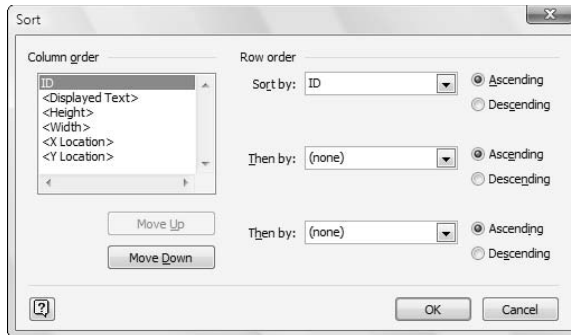 Sort
Column order
ID
<Displayed Text>
<Height>
<Width>
<X Location>
<Y Location>
Move Up
Move Down
Row order
Sort by: ID
Ascending
Descending
Then by: (none)
Ascending
Descending
Then by: (none)
Ascending
Descending
?
OK
Cancel